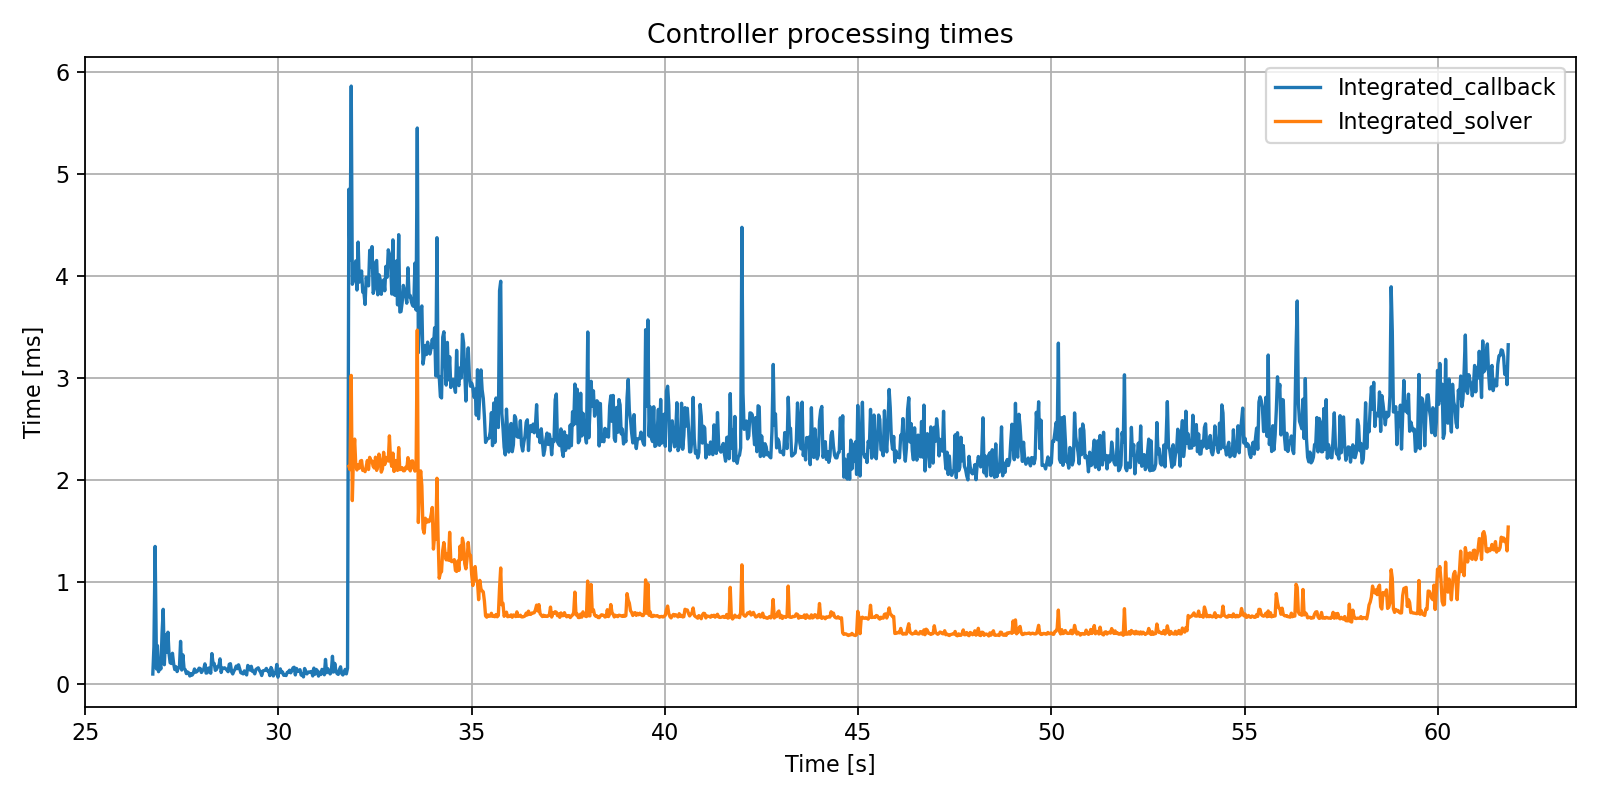 Controller processing times
Integrated_callback
Integrated_solver
Time [ms]
6
5
4
3
2
1
0
25 30 35 40 45 50 55 60
Time [s]